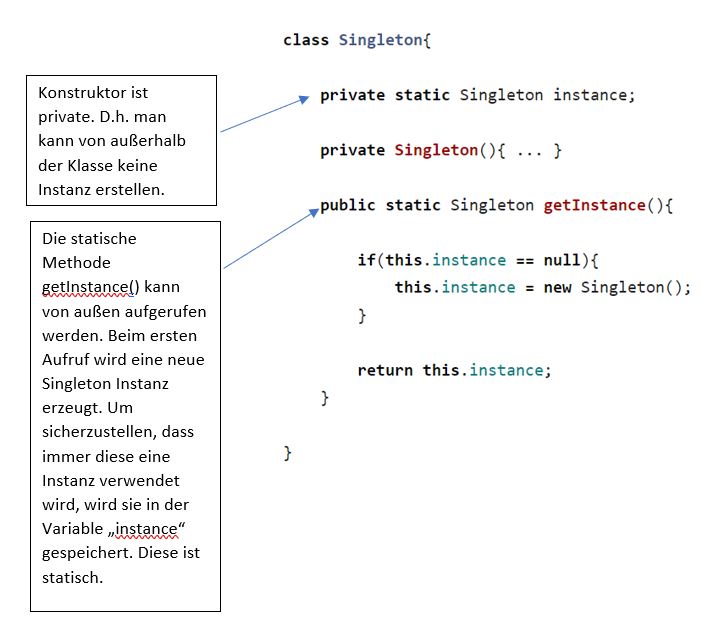 class Singleton{
Konstruktor ist
private. D.h. man
kann von außerhalb
der Klasse keine
Instanz erstellen.
private static Singleton instance;
private Singleton(){ ... }
Die statische
Methode
getInstance() kann
von außen aufgerufen
werden. Beim ersten
Aufruf wird eine neue
Singleton Instanz
erzeugt. Um
sicherzustellen, dass
immer diese eine
Instanz verwendet
wird, wird sie in der
Variable „instance“
gespeichert. Diese ist
statisch.
public static Singleton getInstance(){
if(this.instance == null){
this.instance = new Singleton();
}
return this.instance;
}
}